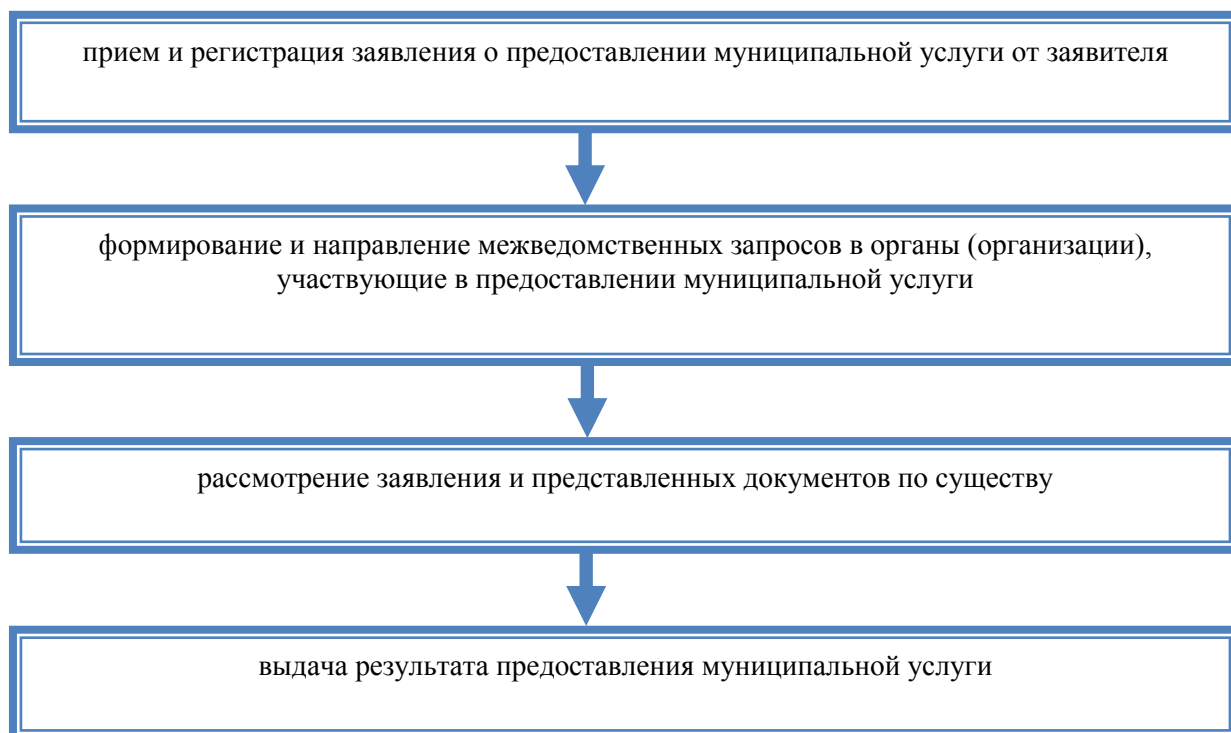 прием и регистрация заявления о предоставлении муниципальной услуги от заявителя
формирование и направление межведомственных запросов в органы (организации),
участвующие в предоставлении муниципальной услуги
рассмотрение заявления и представленных документов по существу
выдача результата предоставления муниципальной услуги